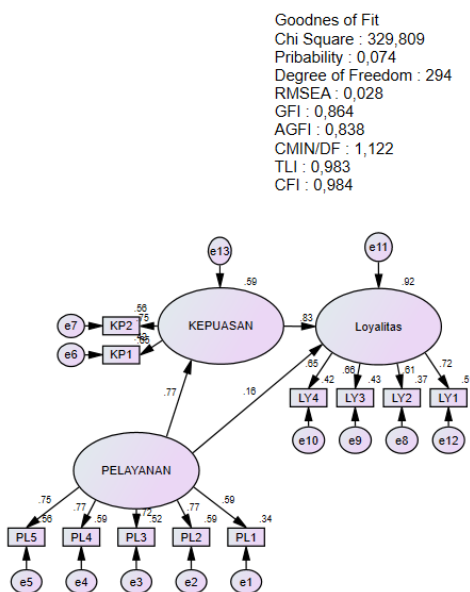 Goodnes of Fit
Chi Square : 329,809
Pribability : 0,074
Degree of Freedom : 294
RMSEA : 0,028
GFI : 0,864
AGFI : 0,838
CMIN/DF : 1,122
TLI : 0,983
CFI : 0,984
e13
e11
.59
.92
.56
e7
KP2
.75
KEPUASAN
.83
Loyalitas
e6
KP1
.65
.66
.61
.72
.42
.43
.37
.5
.77
.16
LY4
LY3
LY2
LY1
e10
e9
e8
e12
PELAYANAN
.75
.77
.72
.77
.59
.56
.59
.52
.59
.34
PL5
PL4
PL3
PL2
PL1
e5
e4
e3
e2
e1